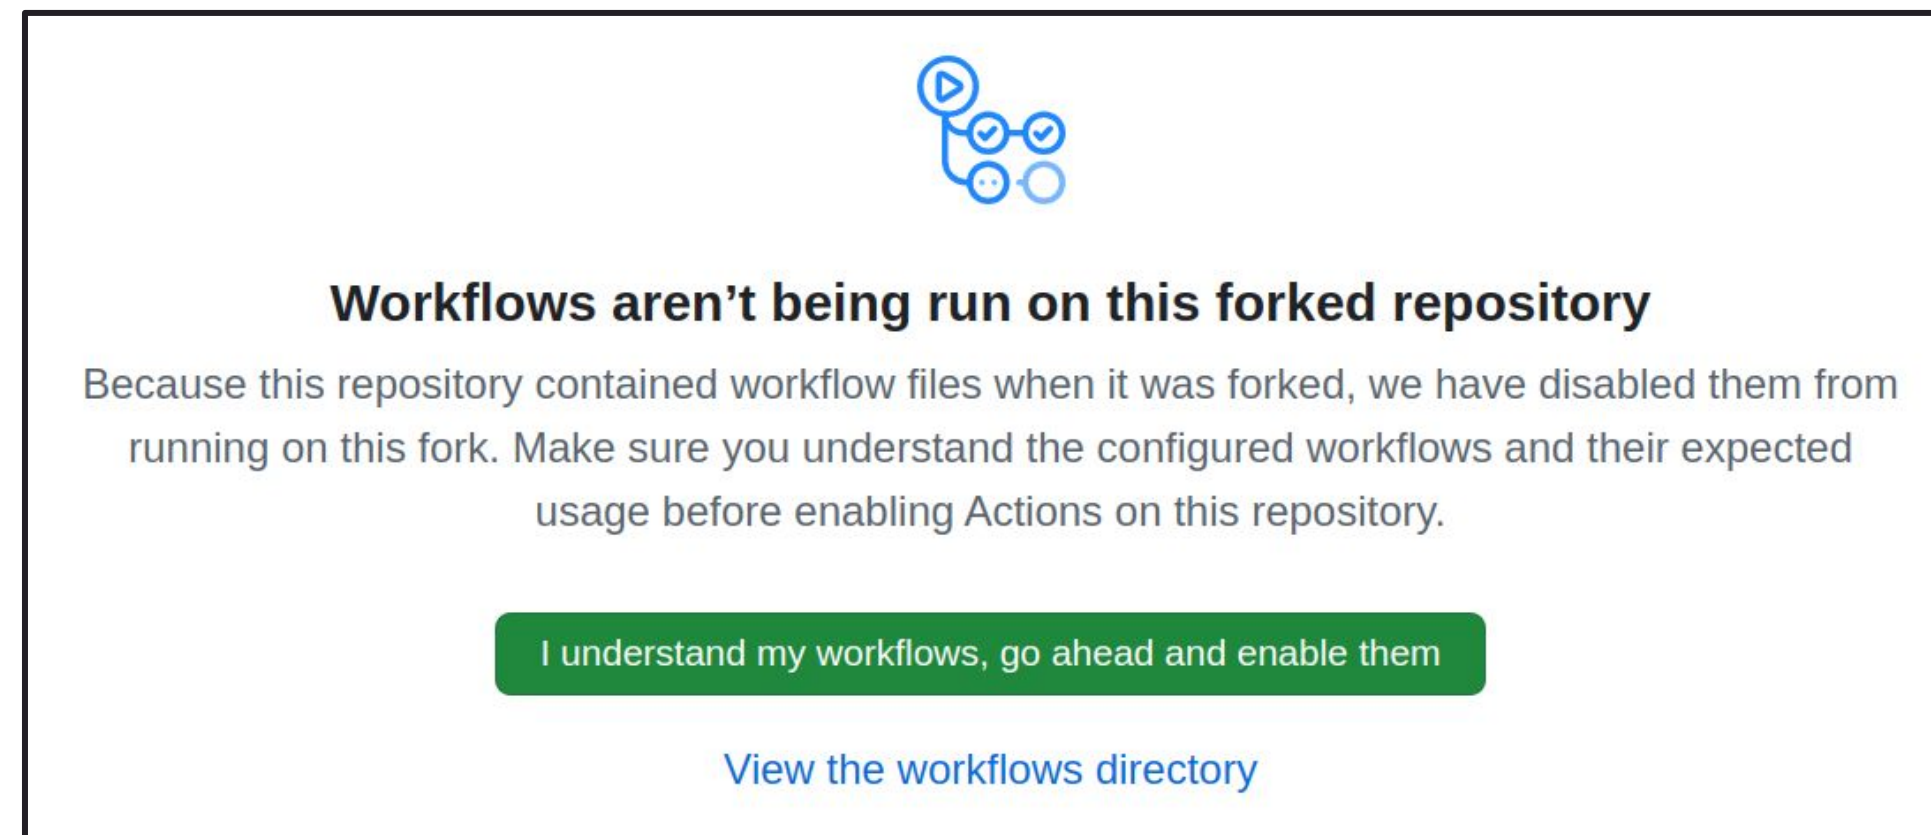 Workflows aren’t being run on this forked repository
Because this repository contained workflow files when it was forked, we have disabled them from
running on this fork. Make sure you understand the configured workflows and their expected
usage before enabling Actions on this repository.
I understand my workflows, go ahead and enable them
View the workflows directory